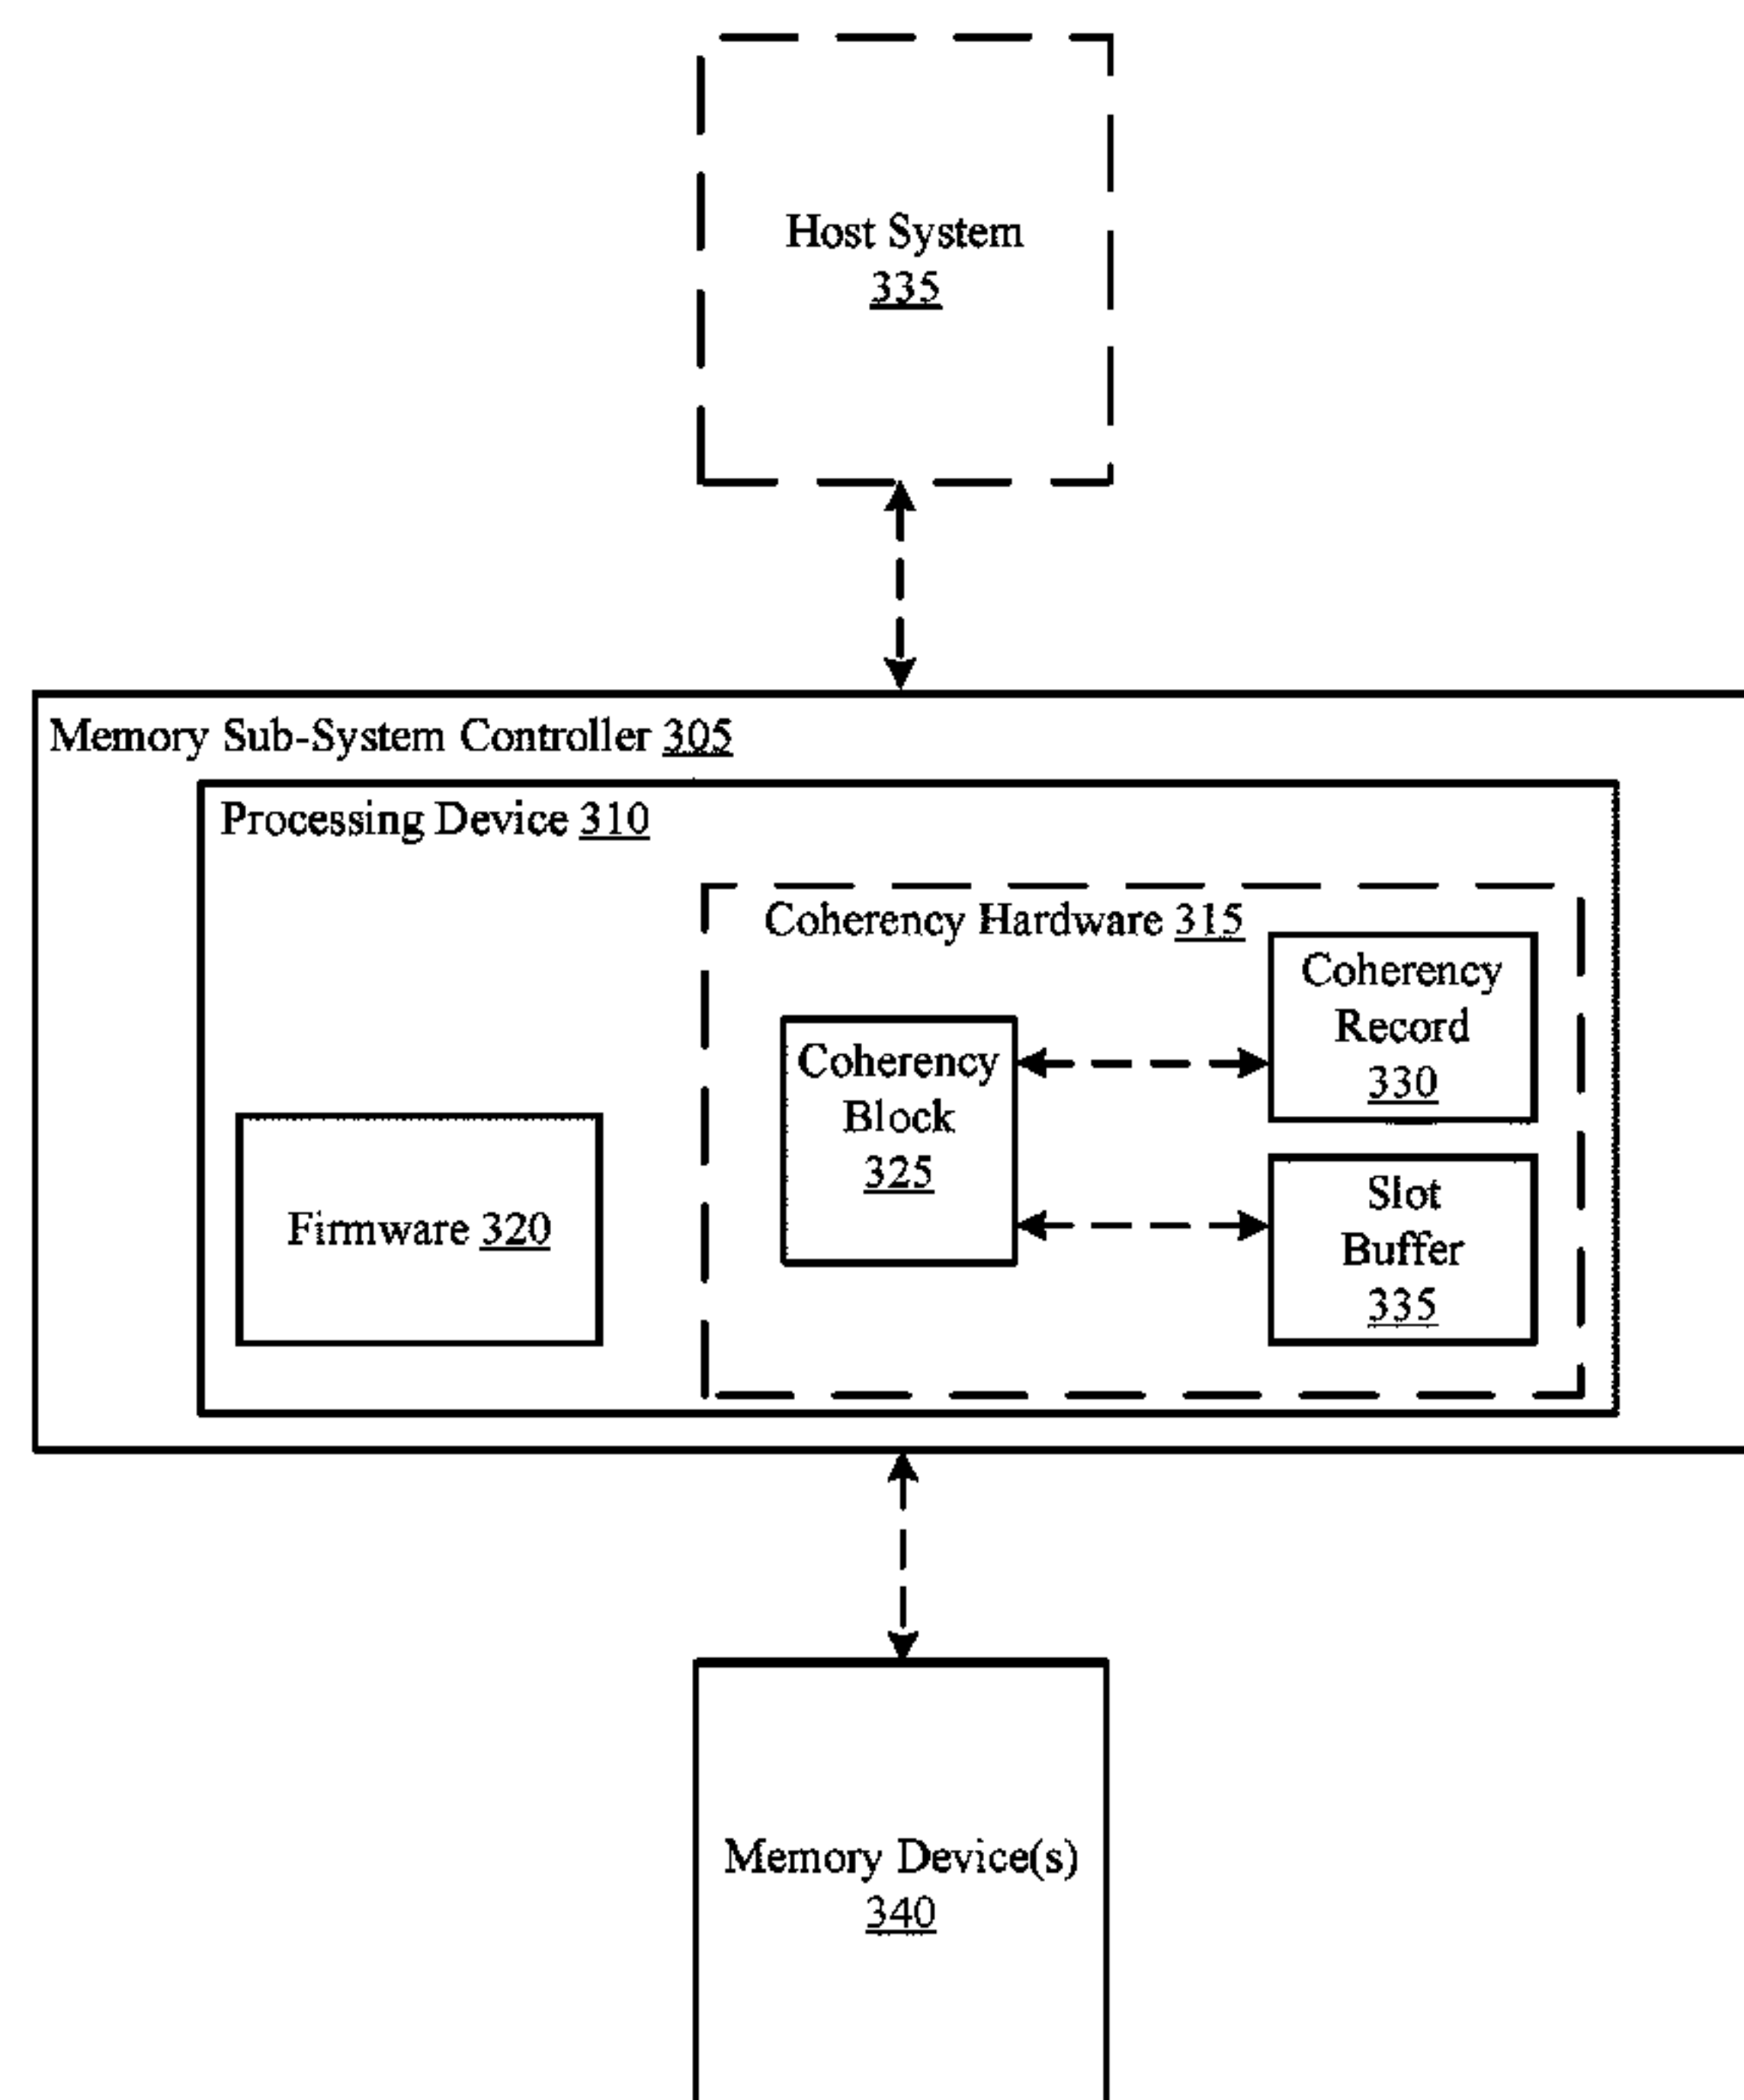 Host System
335
Memory Sub-System Controller 305
Processing Device 310
Coherency Hardware 315
Coherency
Record
330
Coherency
Block
325
Slot
Buffer
335
Firmware 320
Memory Device(s)
340